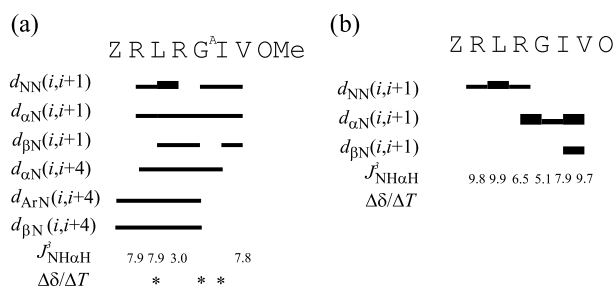 (a)
Z R L R G A I V OMe
dNN(i,i+1)
dαN(i,i+1)
dβN(i,i+1)
dαN(i,i+4)
dArN(i,i+4)
dβN(i,i+4)
J3NHαH 7.9 7.9 3.0 7.8
Δδ/ΔT * * *
(b)
Z R L R G I V O
dNN(i,i+1)
dαN(i,i+1)
dβN(i,i+1)
J3NHαH 9.8 9.9 6.5 5.1 7.9 9.7
Δδ/ΔT